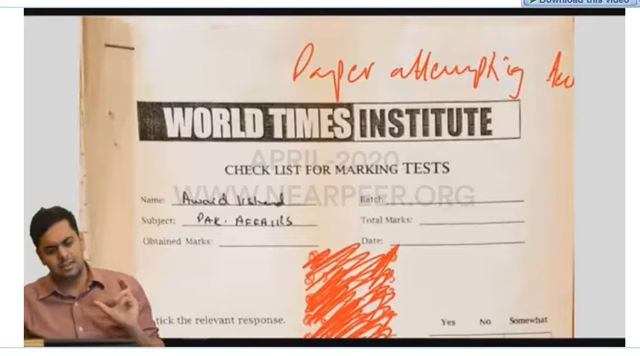 Download this video
Paper attempting
WORLD TIMES INSTITUTE
APRIL-2020
CHECK LIST FOR MARKING TESTS
WWW.NEARPEER.ORG
Name: Batch:
Subject: PAK. AFFAIRS Total Marks:
Obtained Marks: Date:
tick the relevant response. Yes No Somewhat